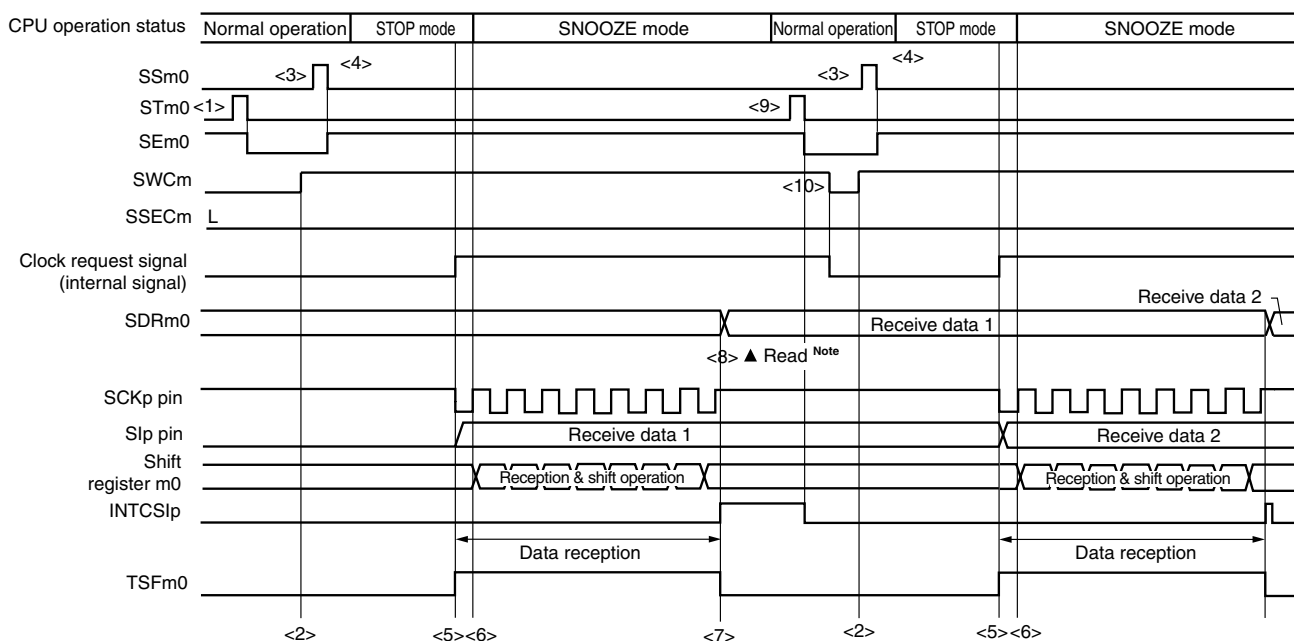 CPU operation status Normal operation STOP mode SNOOZE mode Normal operation STOP mode SNOOZE mode
SSm0 <3> <4> <3> <4>
STm0 <1> <9>
SEm0
SWCm <10>
SSECm L
Clock request signal
(internal signal)
Receive data 2
SDRm0 Receive data 1
<8> ▲ Read Note
SCKp pin
SIp pin Receive data 1 Receive data 2
Shift
register m0 Reception & shift operation Reception & shift operation
INTCSIp
Data reception Data reception
TSFm0
<2> <5> <6> <7> <2> <5> <6>